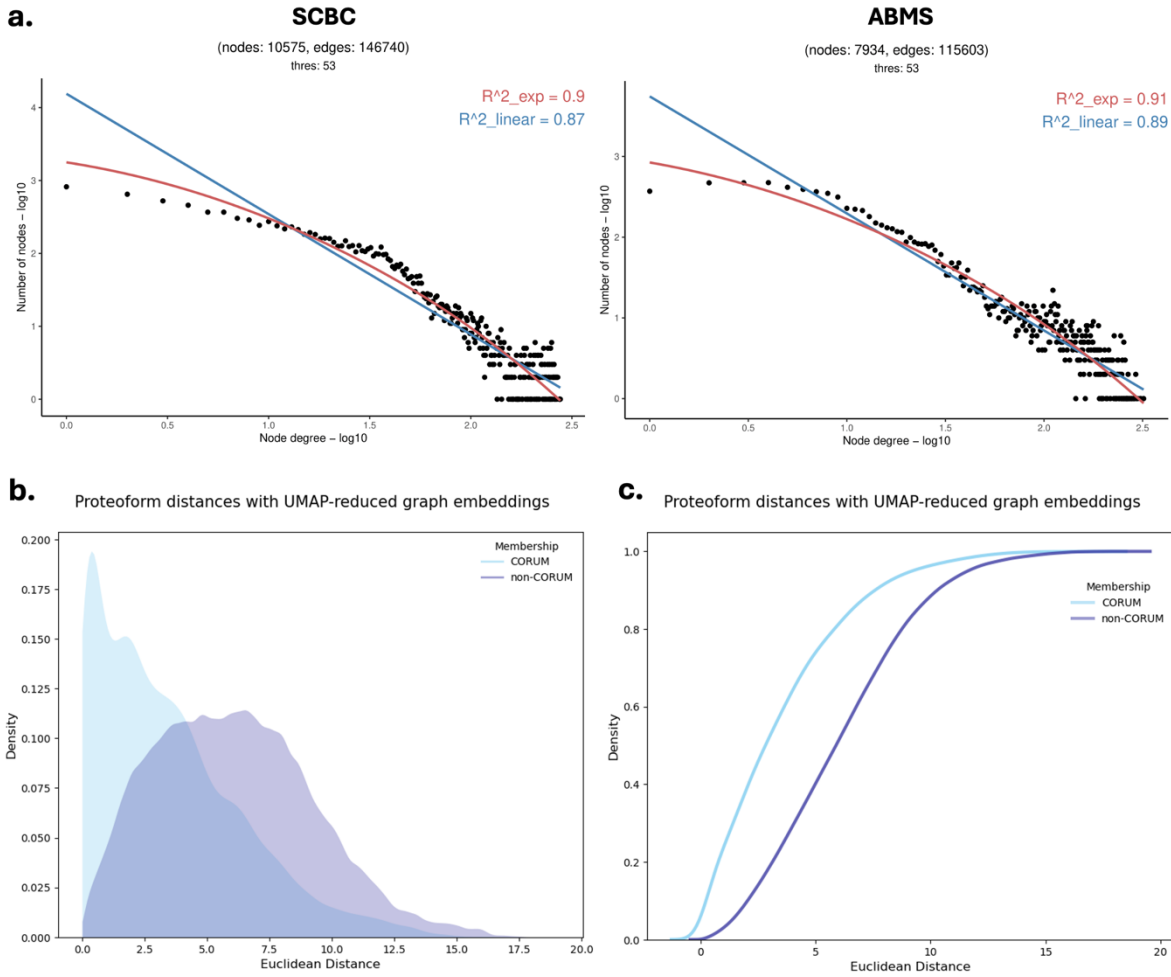 a.
SCBC
(nodes: 10575, edges: 146740)
thres: 53
R^2_exp = 0.9
R^2_linear = 0.87
4
3
2
1
0
Number of nodes − log10
0.0 0.5 1.0 1.5 2.0 2.5
Node degree − log10
ABMS
(nodes: 7934, edges: 115603)
thres: 53
R^2_exp = 0.91
R^2_linear = 0.89
3
2
1
0
Number of nodes − log10
0.0 0.5 1.0 1.5 2.0 2.5
Node degree − log10
b.
Proteoform distances with UMAP-reduced graph embeddings
Membership
CORUM
non-CORUM
0.200
0.175
0.150
0.125
0.100
0.075
0.050
0.025
0.000
Density
0.0 2.5 5.0 7.5 10.0 12.5 15.0 17.5 20.0
Euclidean Distance
c.
Proteoform distances with UMAP-reduced graph embeddings
Membership
CORUM
non-CORUM
1.0
0.8
0.6
0.4
0.2
0.0
Density
0 5 10 15 20
Euclidean Distance